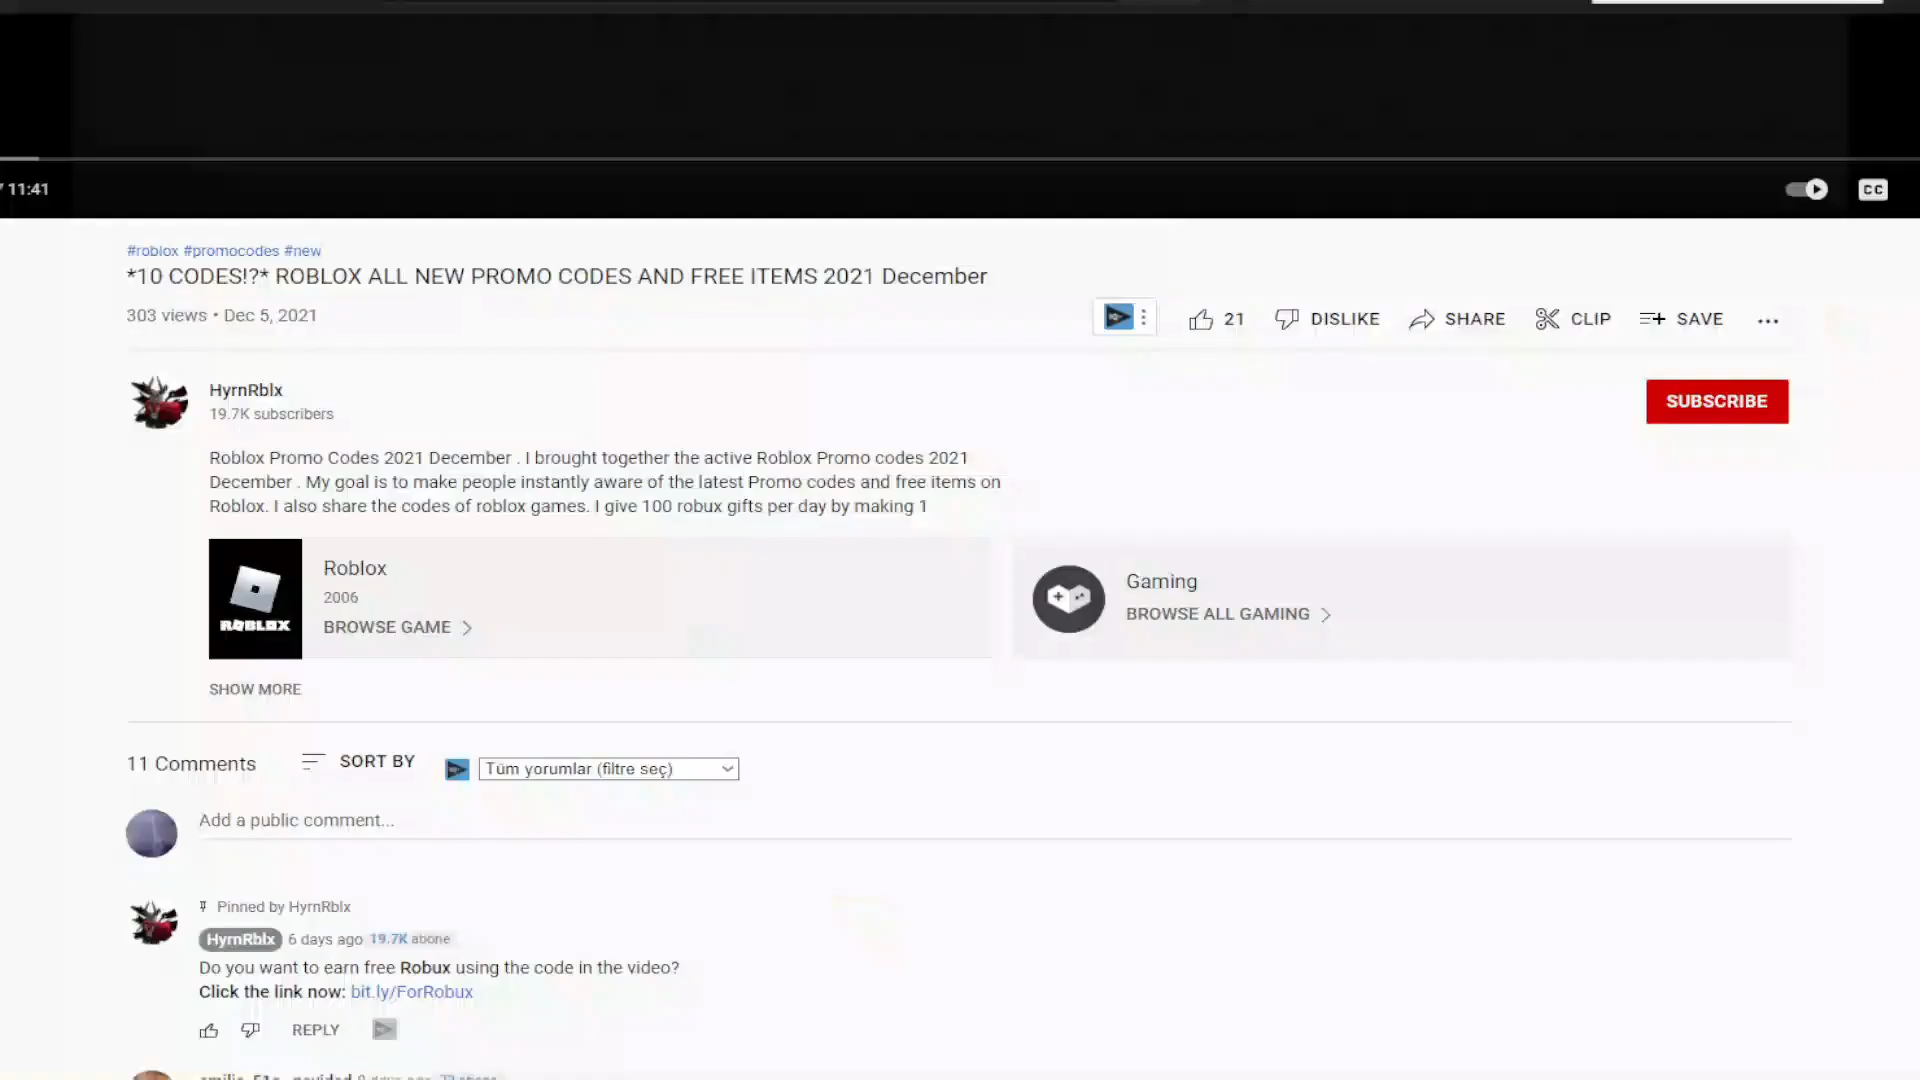 11:41
CC
#roblox #promocodes #new
*10 CODES!?* ROBLOX ALL NEW PROMO CODES AND FREE ITEMS 2021 December
303 views • Dec 5, 2021
21 DISLIKE SHARE CLIP SAVE
HyrnRblx
19.7K subscribers
SUBSCRIBE
Roblox Promo Codes 2021 December . I brought together the active Roblox Promo codes 2021
December . My goal is to make people instantly aware of the latest Promo codes and free items on
Roblox. I also share the codes of roblox games. I give 100 robux gifts per day by making 1
ROBLOX
Roblox
2006
BROWSE GAME
Gaming
BROWSE ALL GAMING
SHOW MORE
11 Comments
SORT BY
Tüm yorumlar (filtre seç)
Add a public comment...
Pinned by HyrnRblx
HyrnRblx 6 days ago 19.7K abone
Do you want to earn free Robux using the code in the video?
Click the link now: bit.ly/ForRobux
REPLY